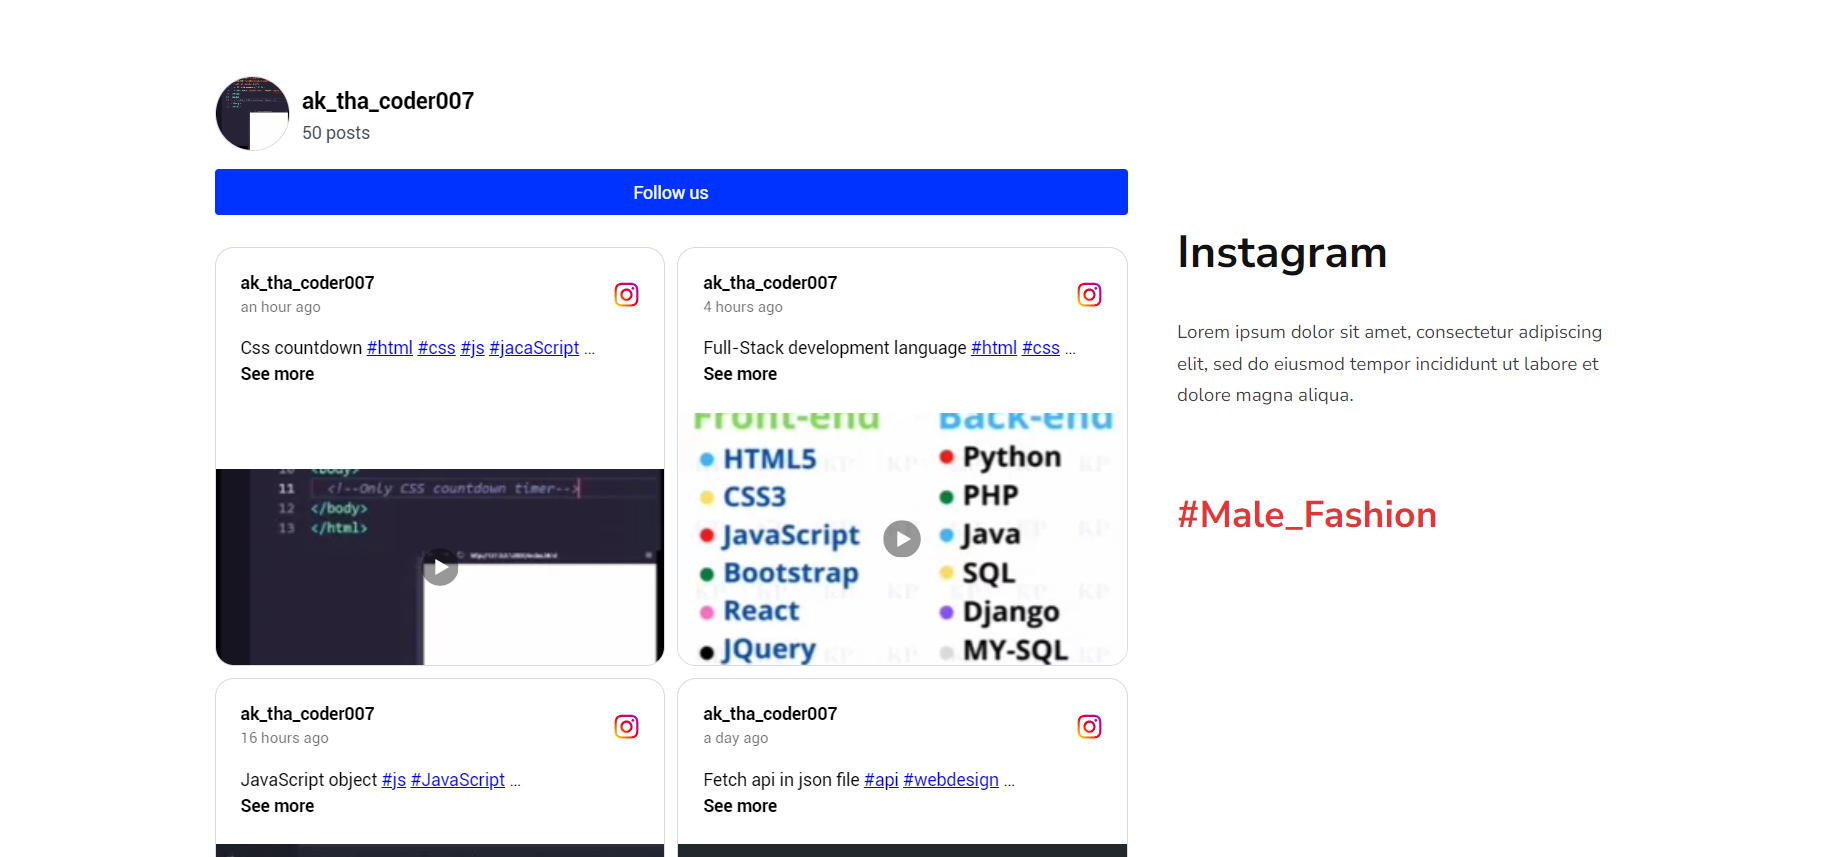 ak_tha_coder007
50 posts
Follow us
ak_tha_coder007
an hour ago
Css countdown #html #css #js #jacaScript ...
See more
10 <body>
11 <!--Only CSS countdown timer-->
12 </body>
13 </html>
ak_tha_coder007
4 hours ago
Full-Stack development language #html #css ...
See more
Front-end
HTML5
CSS3
JavaScript
Bootstrap
React
JQuery
Back-end
Python
PHP
Java
SQL
Django
MY-SQL
KP
ak_tha_coder007
16 hours ago
JavaScript object #js #JavaScript ...
See more
ak_tha_coder007
a day ago
Fetch api in json file #api #webdesign ...
See more
Instagram
Lorem ipsum dolor sit amet, consectetur adipiscing
elit, sed do eiusmod tempor incididunt ut labore et
dolore magna aliqua.
#Male_Fashion